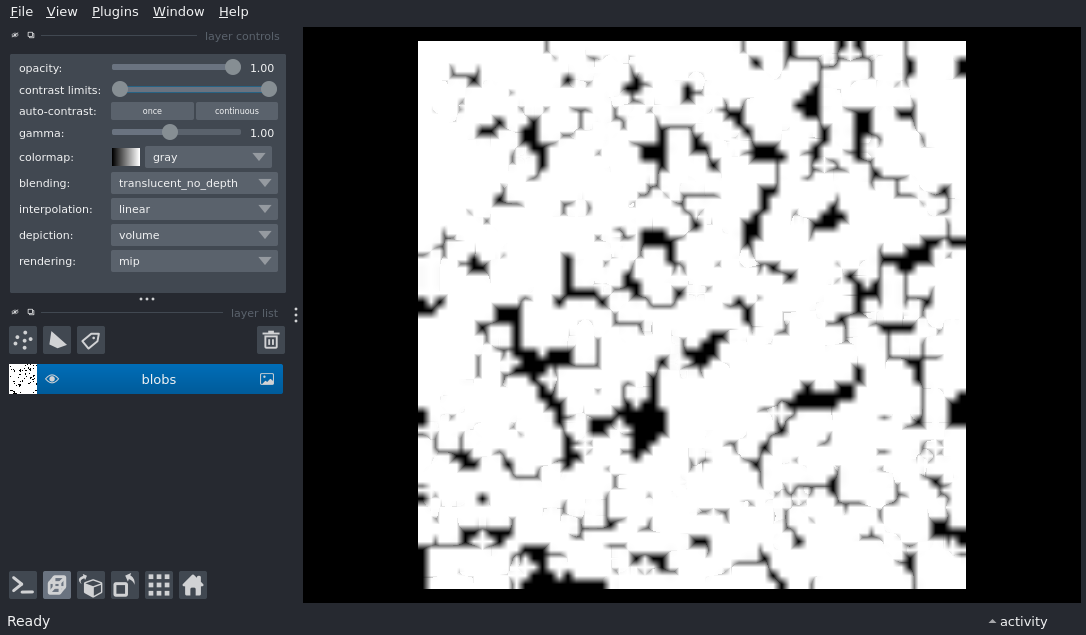 File View Plugins Window Help
layer controls
opacity: 1.00
contrast limits:
auto-contrast: once continuous
gamma: 1.00
colormap: gray
blending: translucent_no_depth
interpolation: linear
depiction: volume
rendering: mip
layer list
blobs
Ready activity